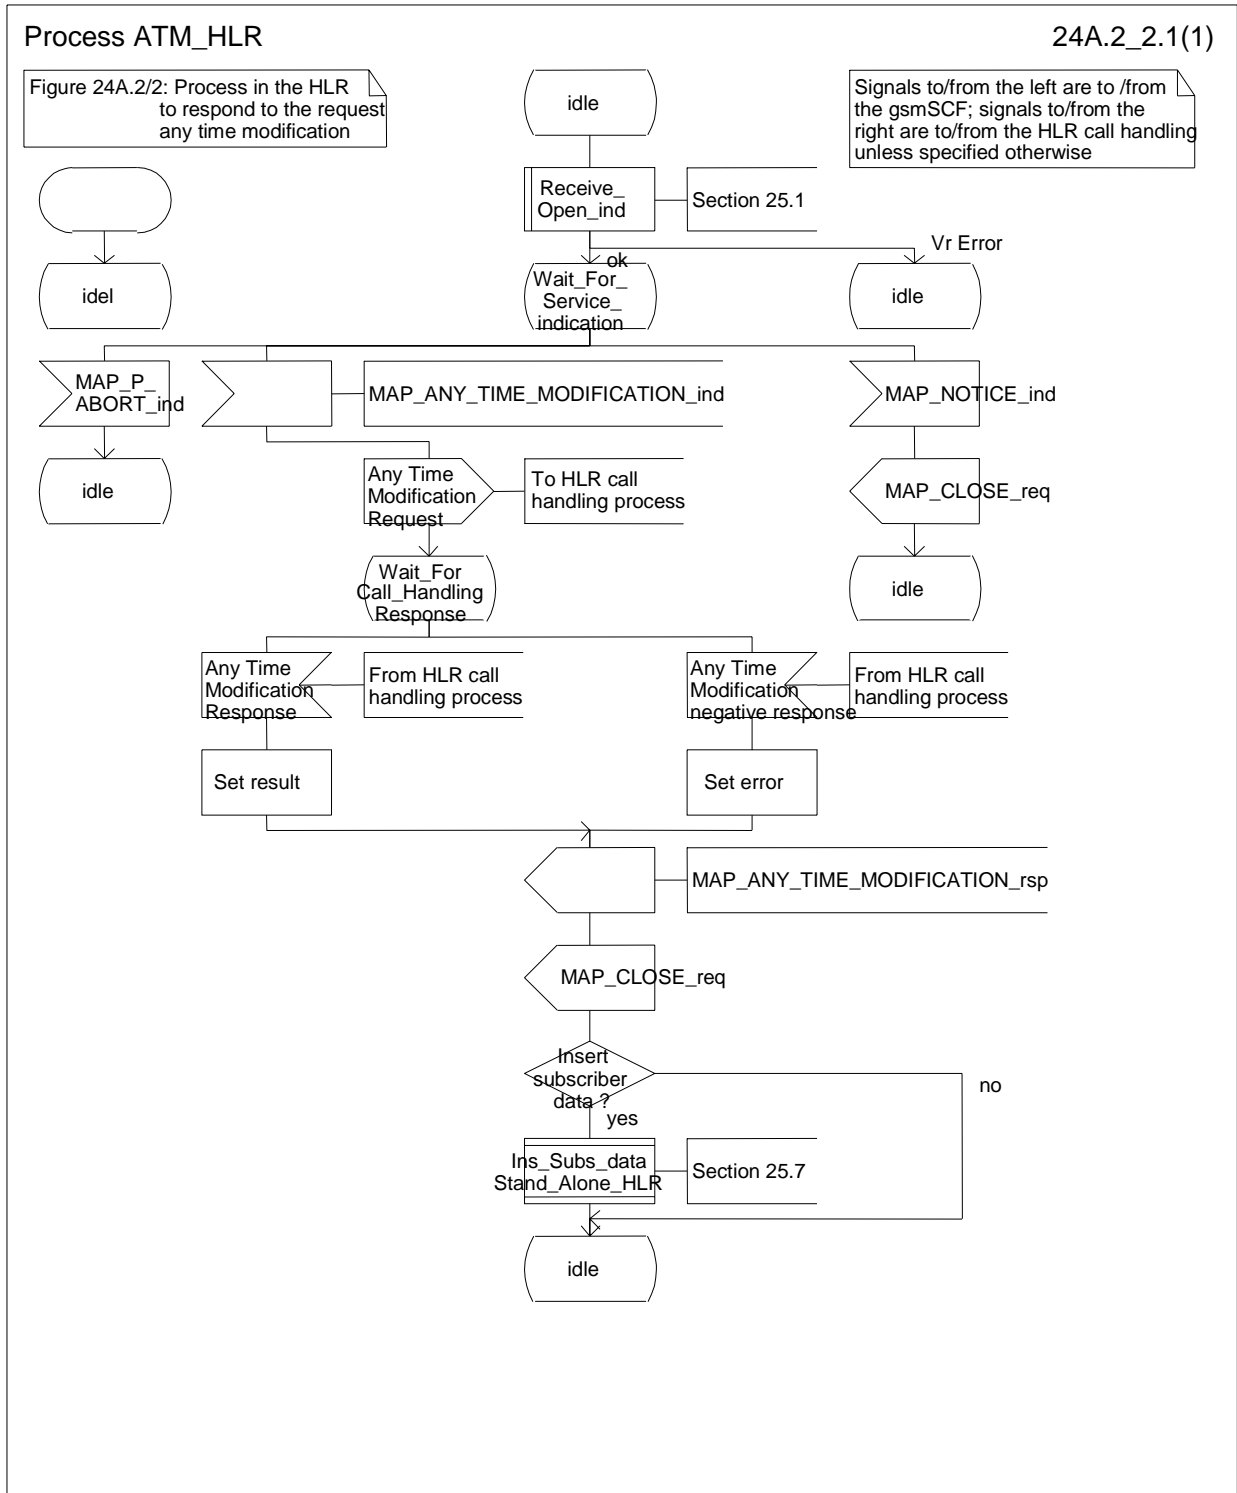 Process ATM_HLR
24A.2_2.1(1)
Figure 24A.2/2: Process in the HLR
to respond to the request
any time modification
idle
Signals to/from the left are to /from
the gsmSCF; signals to/from the
right are to/from the HLR call handling
unless specified otherwise
Receive_
Open_ind
Section 25.1
Vr Error
ok
idel
Wait_For_
Service_
indication
idle
MAP_P_
ABORT_ind
MAP_ANY_TIME_MODIFICATION_ind
MAP_NOTICE_ind
idle
Any Time
Modification
Request
To HLR call
handling process
MAP_CLOSE_req
Wait_For
Call_Handling
Response
idle
Any Time
Modification
Response
From HLR call
handling process
Any Time
Modification
negative response
From HLR call
handling process
Set result
Set error
MAP_ANY_TIME_MODIFICATION_rsp
MAP_CLOSE_req
Insert
subscriber
data ?
no
yes
Ins_Subs_data
Stand_Alone_HLR
Section 25.7
idle